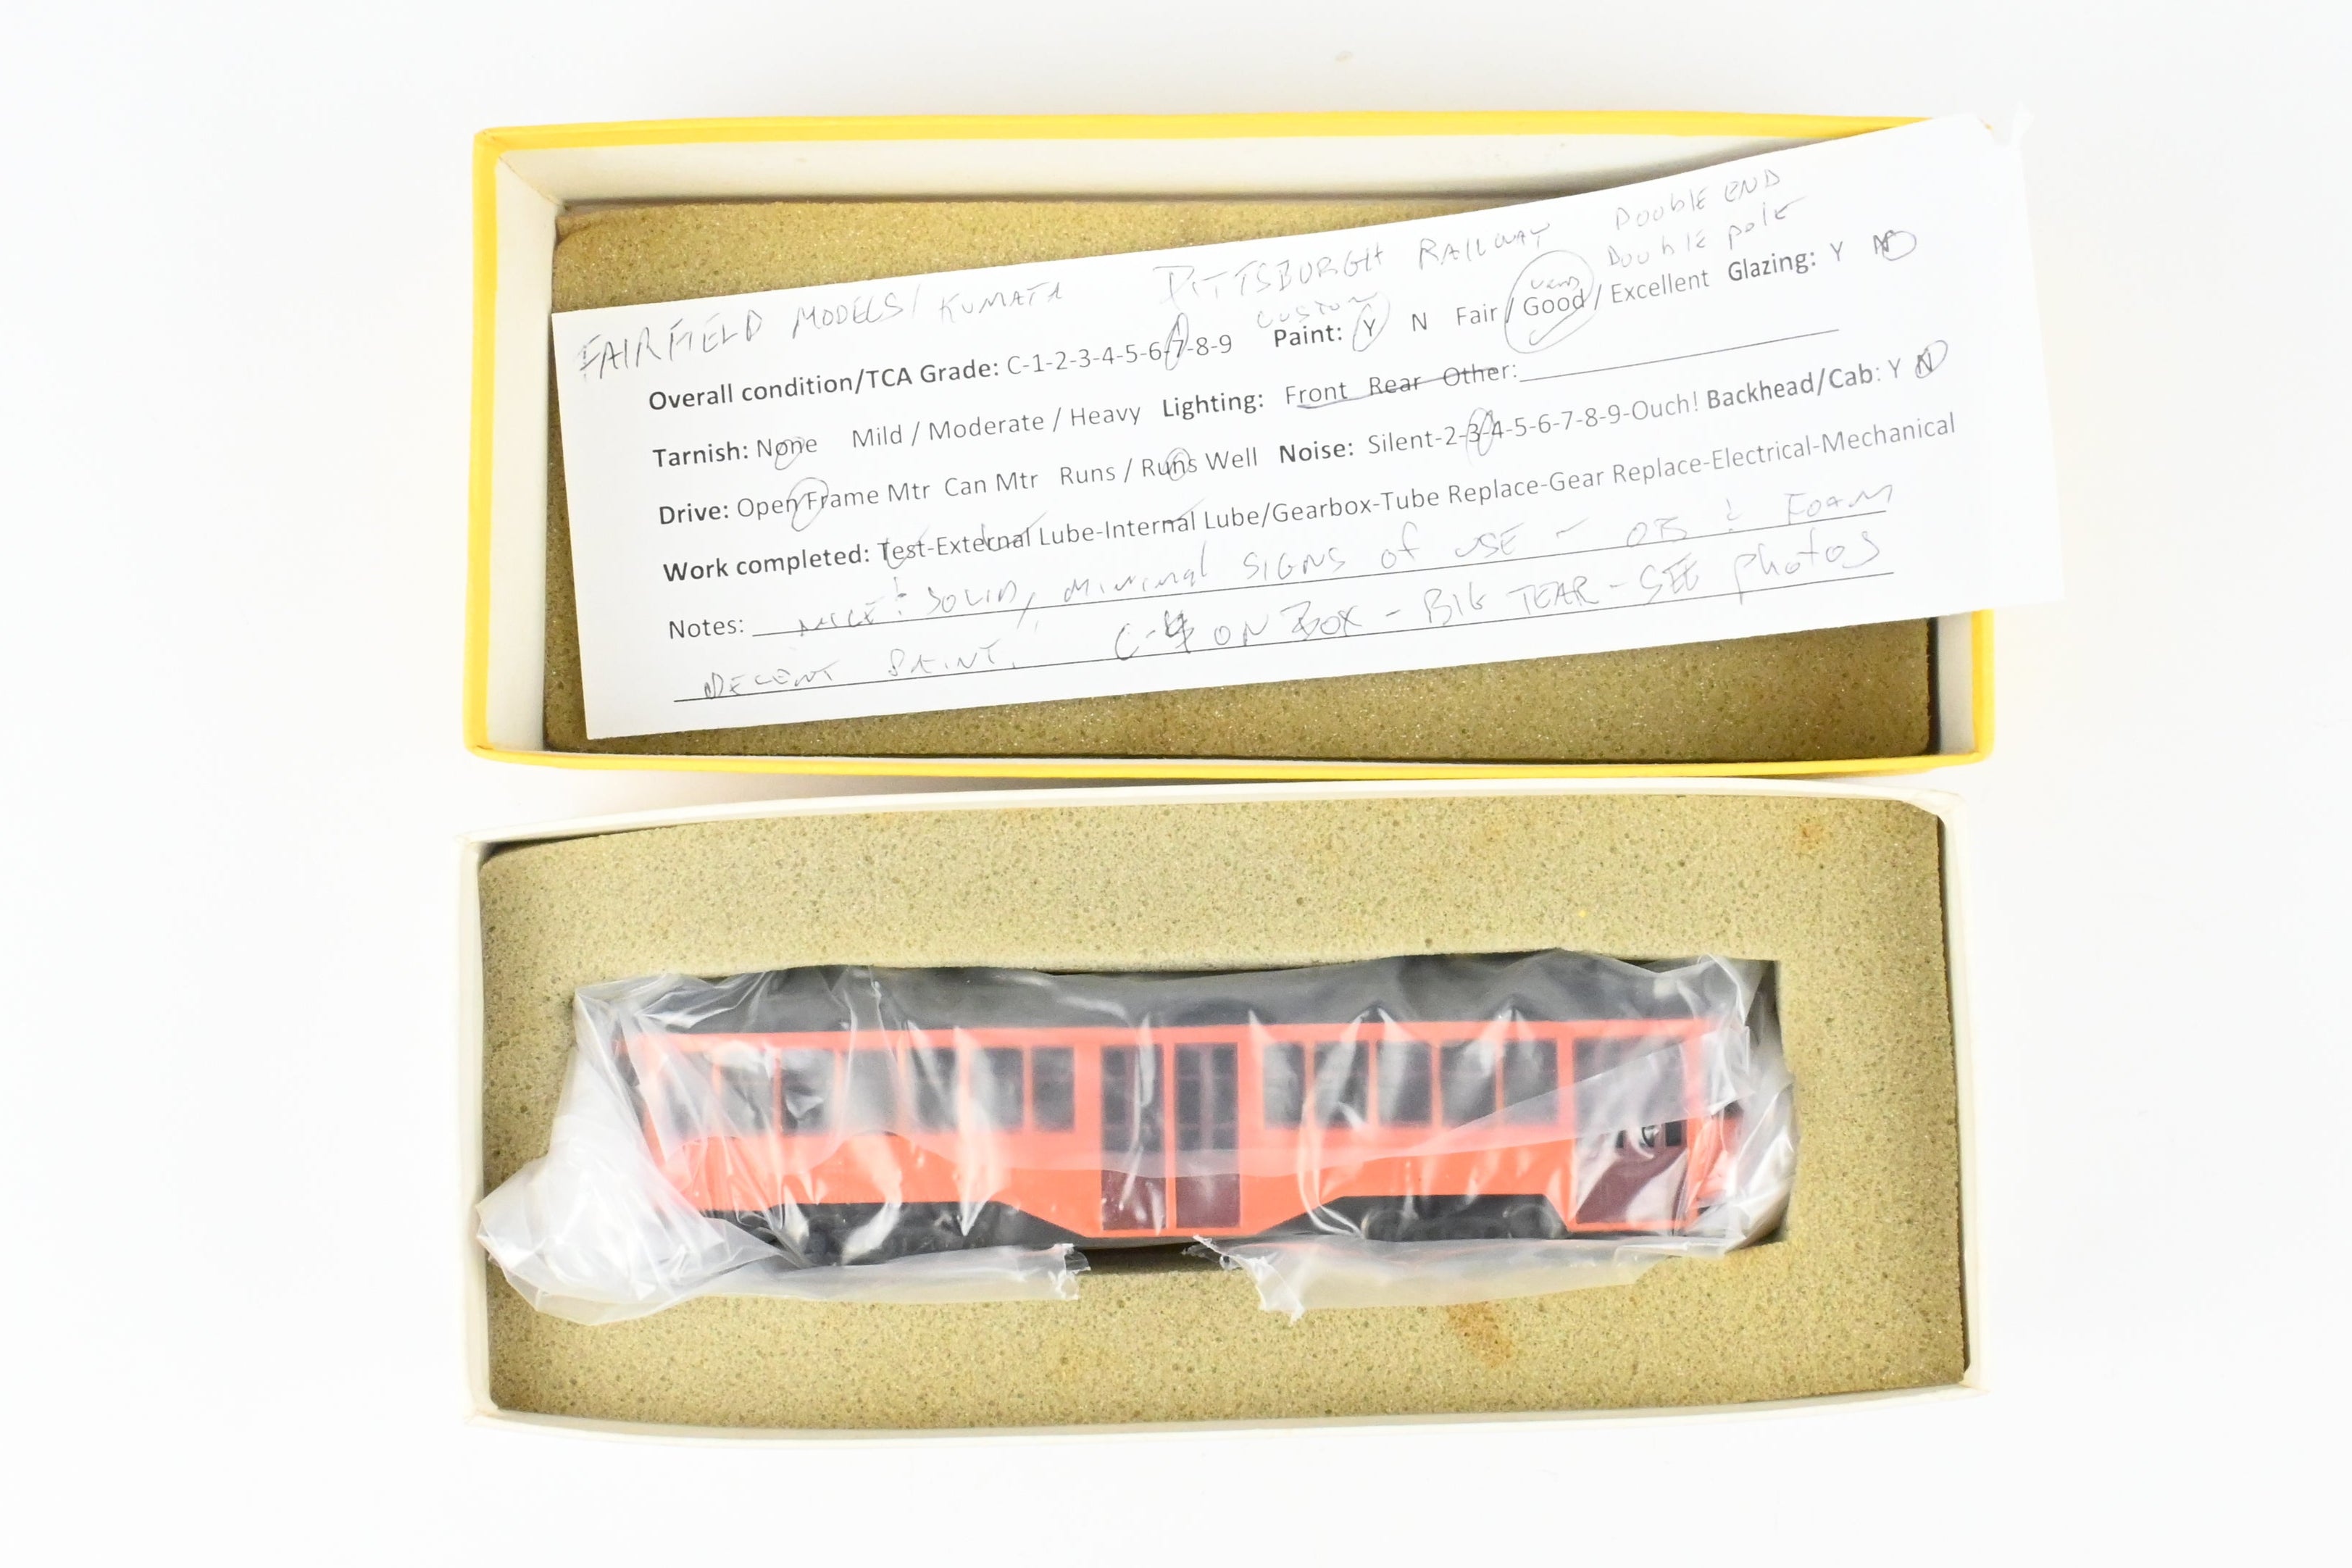 FAIRFIELD MODELS / KUMATA PITTSBURGH RAILWAY DOUBLE END
DOUBLE POLE
CUSTOM VERY
Overall condition/TCA Grade: C-1-2-3-4-5-6-7-8-9 Paint: Y N Fair / Good / Excellent Glazing: Y N
Tarnish: None Mild / Moderate / Heavy Lighting: Front Rear Other:
Drive: Open Frame Mtr Can Mtr Runs / Runs Well Noise: Silent-2-3-4-5-6-7-8-9-Ouch! Backhead/Cab: Y N
Work completed: Test-External Lube-Internal Lube/Gearbox-Tube Replace-Gear Replace-Electrical-Mechanical
Notes: NICE! SOLID, MINIMAL SIGNS OF USE - OB & FOAM
DECENT PAINT. ON BOX - BIG TEAR - SEE PHOTOS